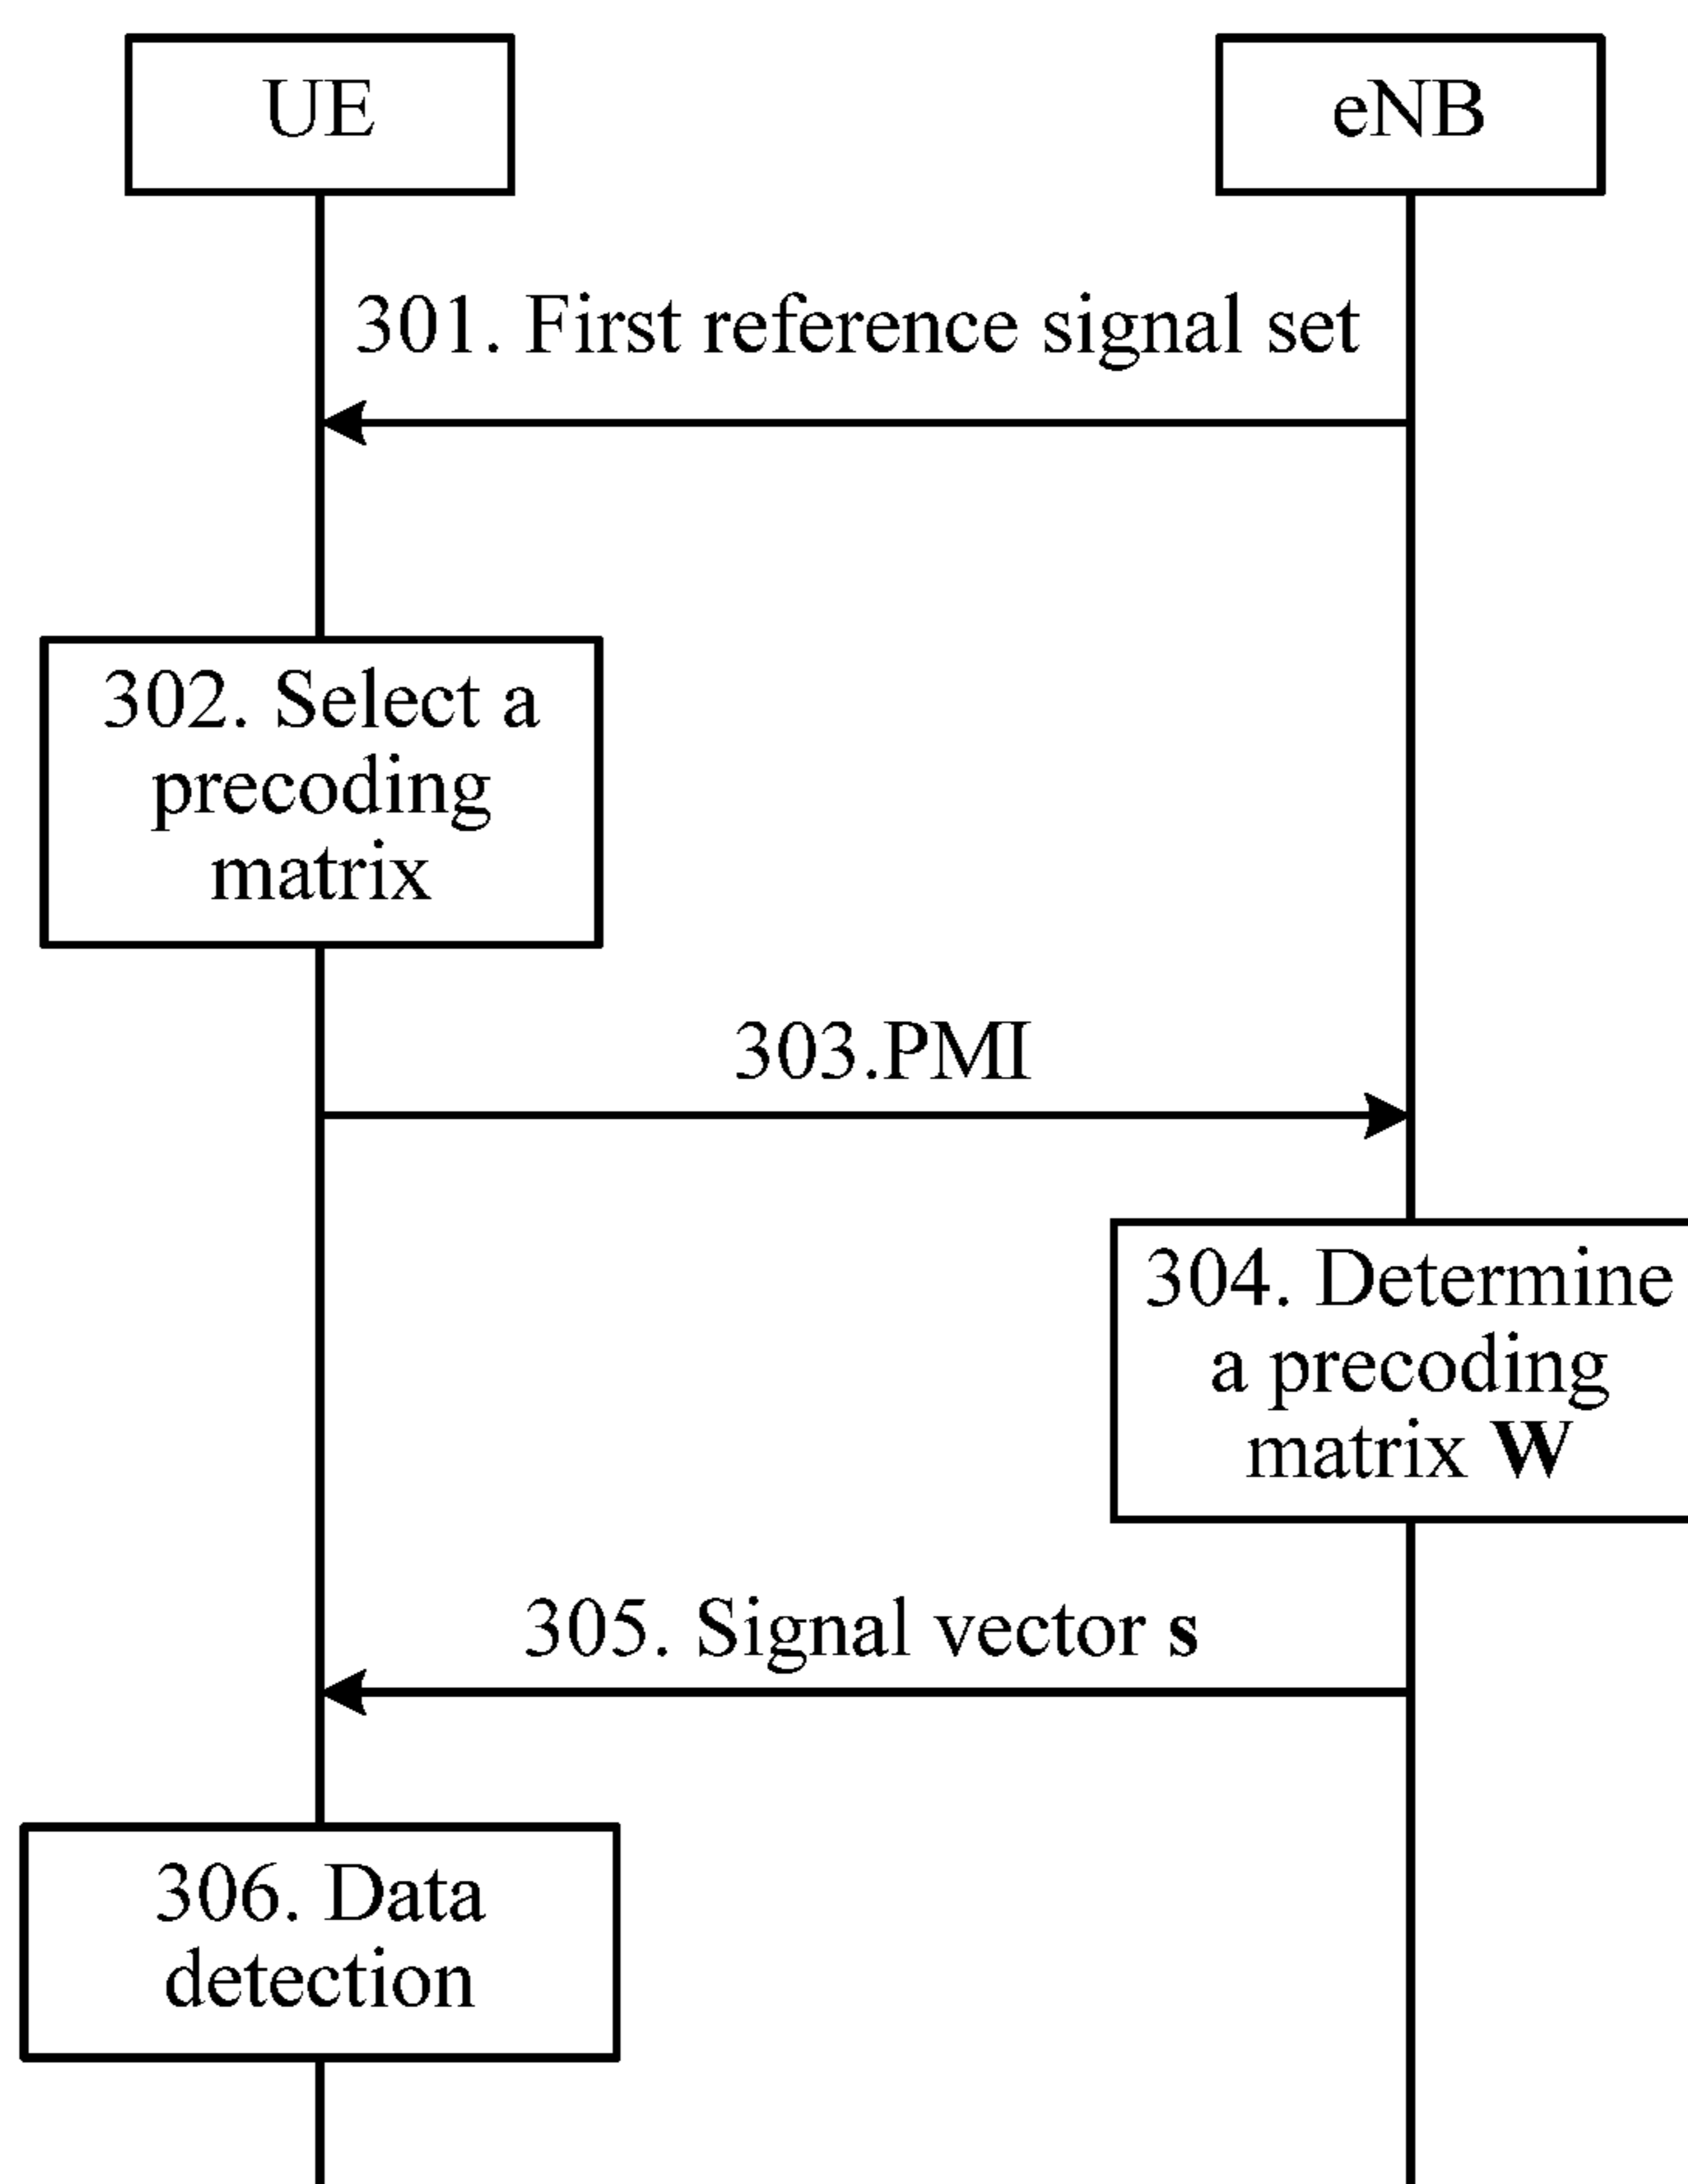 UE
eNB
301. First reference signal set
302. Select a
precoding
matrix
303.PMI
304. Determine
a precoding
matrix W
305. Signal vector s
306. Data
detection